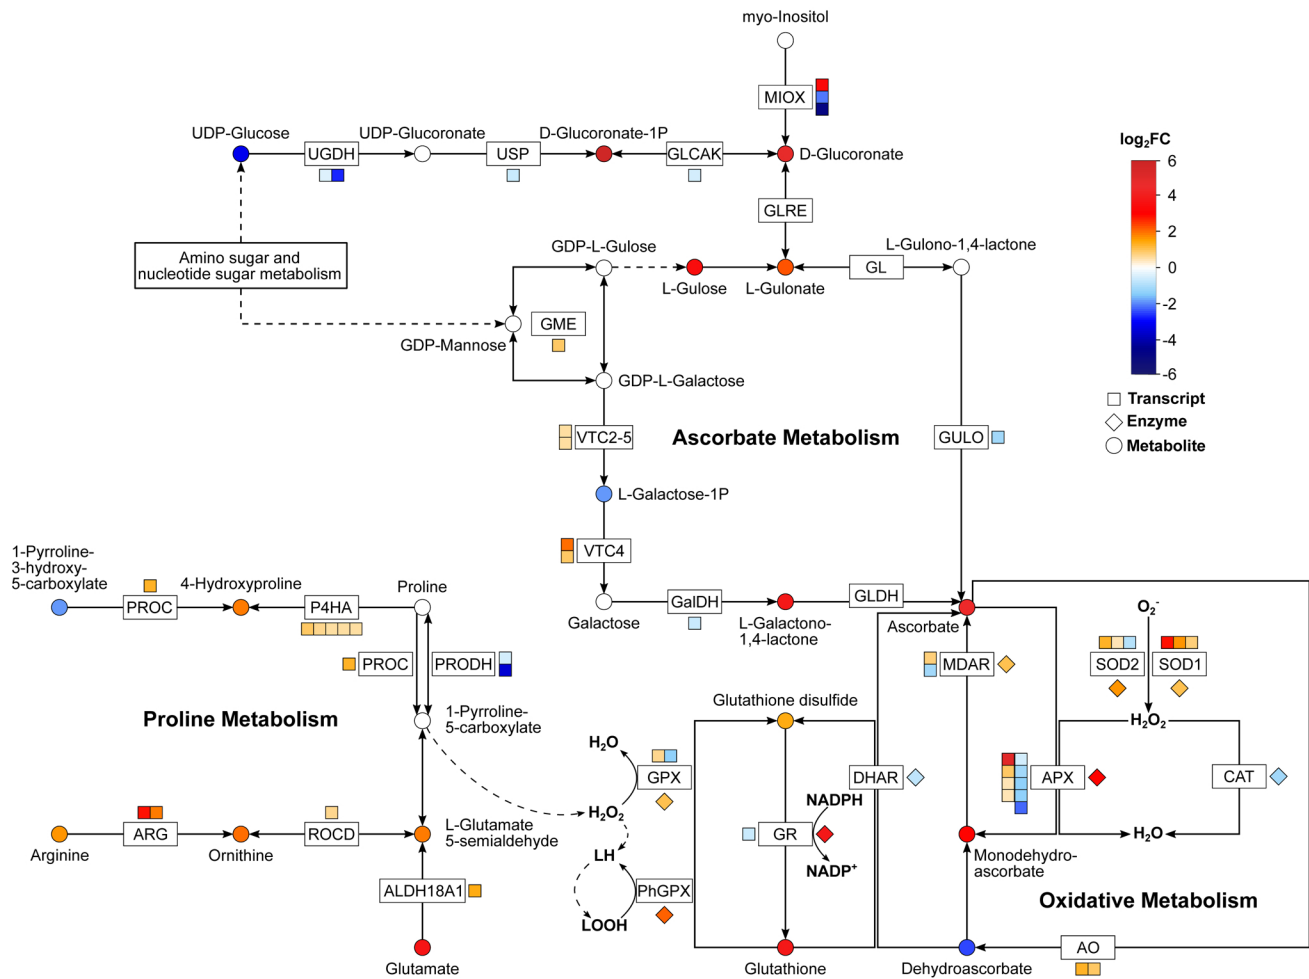 myo-Inositol
MIOX
UDP-Glucose
UDP-Glucoronate
D-Glucoronate-1P
UGDH
USP
GLCAK
D-Glucoronate
log₂FC
6
4
2
0
-2
-4
-6
Transcript
Enzyme
Metabolite
GLRE
Amino sugar and
nucleotide sugar metabolism
GDP-L-Gulose
L-Gulono-1,4-lactone
GL
L-Gulose
L-Gulonate
GME
GDP-Mannose
GDP-L-Galactose
VTC2-5
Ascorbate Metabolism
GULO
L-Galactose-1P
VTC4
1-Pyrroline-
3-hydroxy-
5-carboxylate
4-Hydroxyproline
Proline
PROC
P4HA
Galactose
GalDH
L-Galactono-
1,4-lactone
GLDH
Ascorbate
O₂⁻
PROC
PRODH
MDAR
SOD2
SOD1
Proline Metabolism
1-Pyrroline-
5-carboxylate
Glutathione disulfide
H₂O₂
H₂O
GPX
DHAR
APX
CAT
H₂O₂
NADPH
ARG
ROCD
L-Glutamate
5-semialdehyde
GR
H₂O
Arginine
Ornithine
LH
NADP⁺
Monodehydro-
ascorbate
ALDH18A1
PhGPX
LOOH
Oxidative Metabolism
AO
Glutamate
Glutathione
Dehydroascorbate